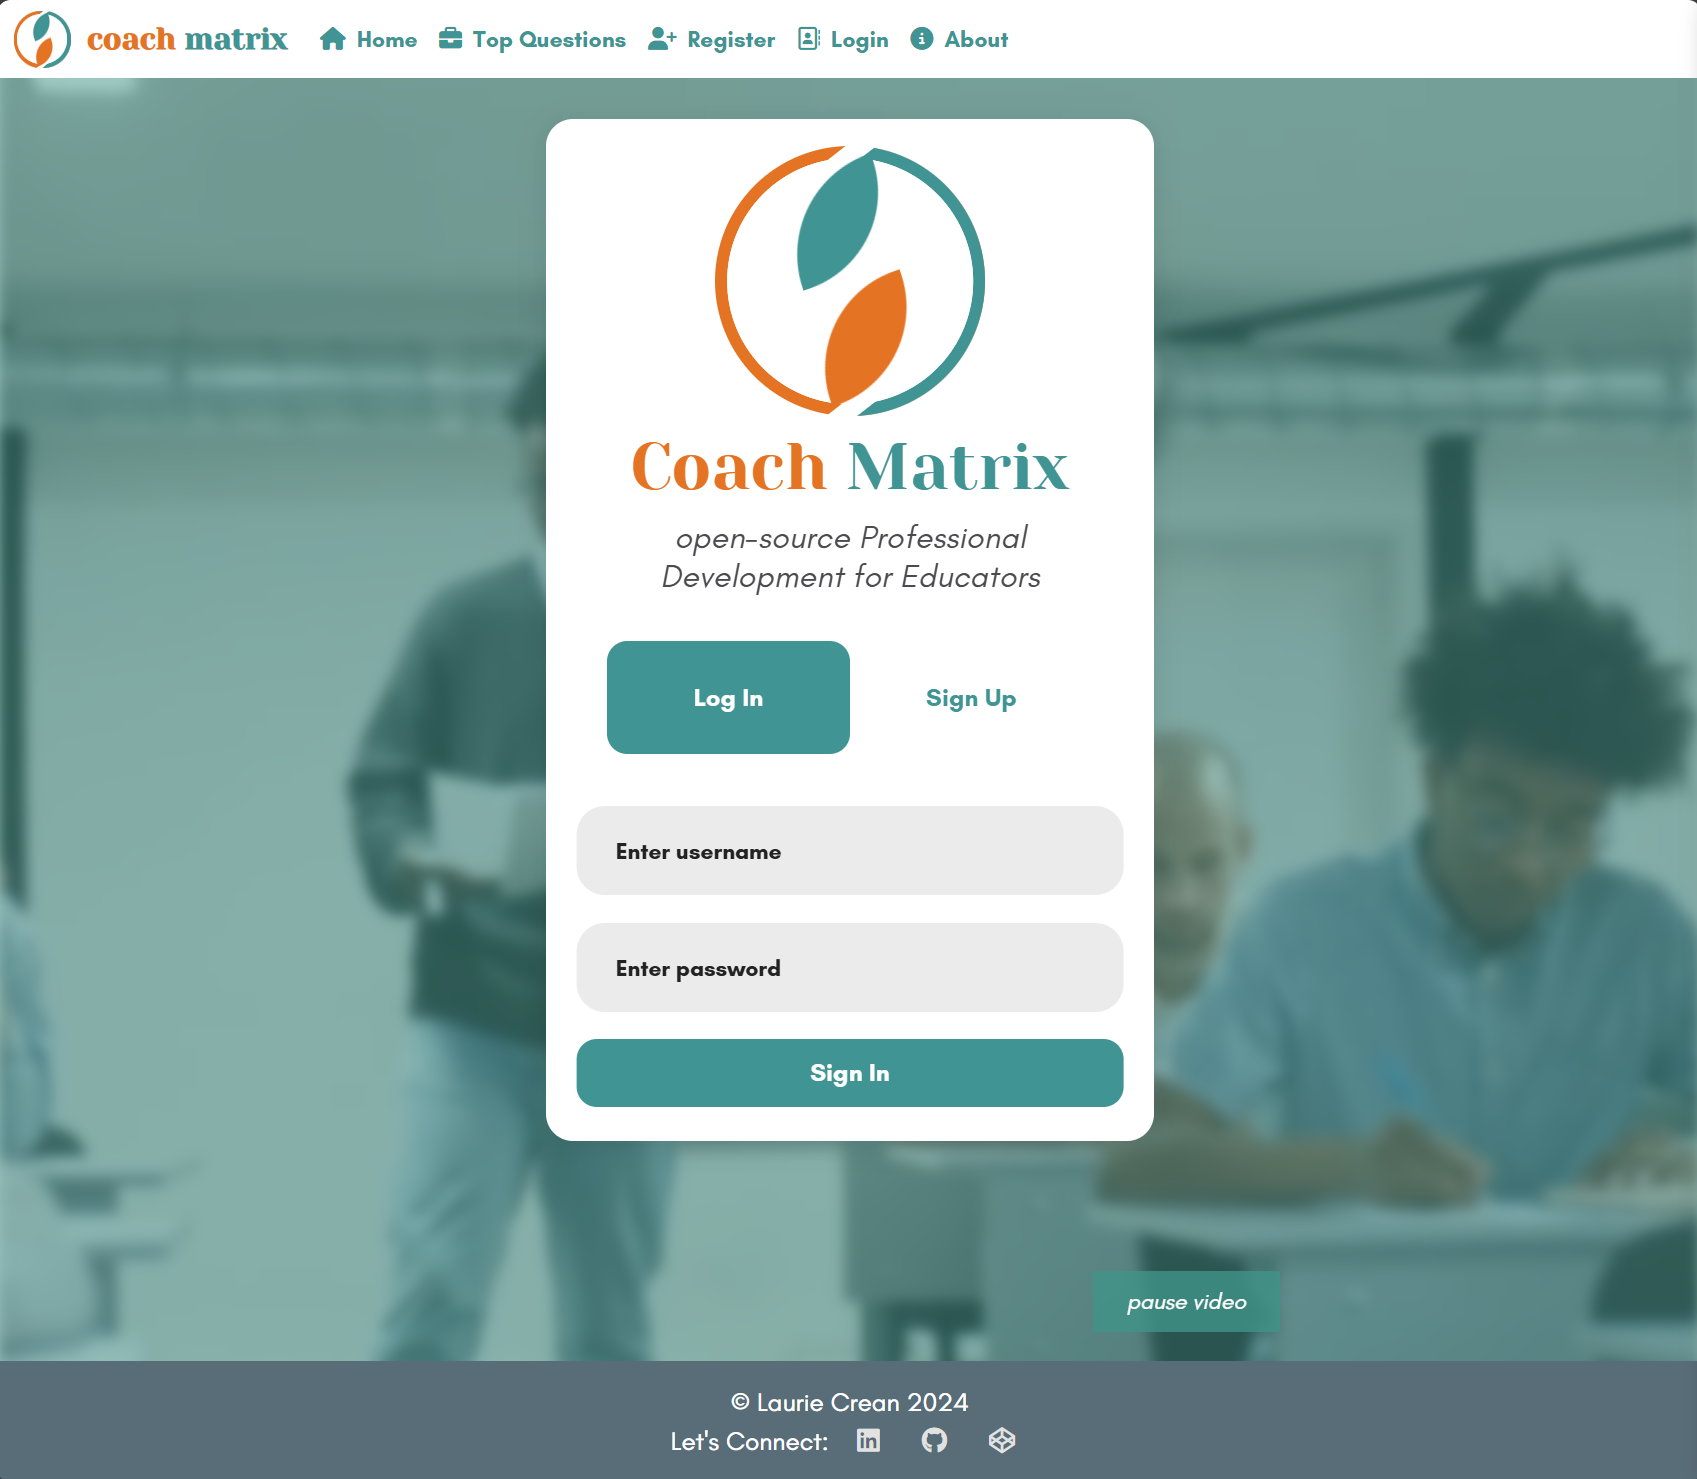 coach matrix Home Top Questions Register Login About
Coach Matrix
open-source Professional
Development for Educators
Log In Sign Up
Enter username
Enter password
Sign In
pause video
© Laurie Crean 2024
Let's Connect: